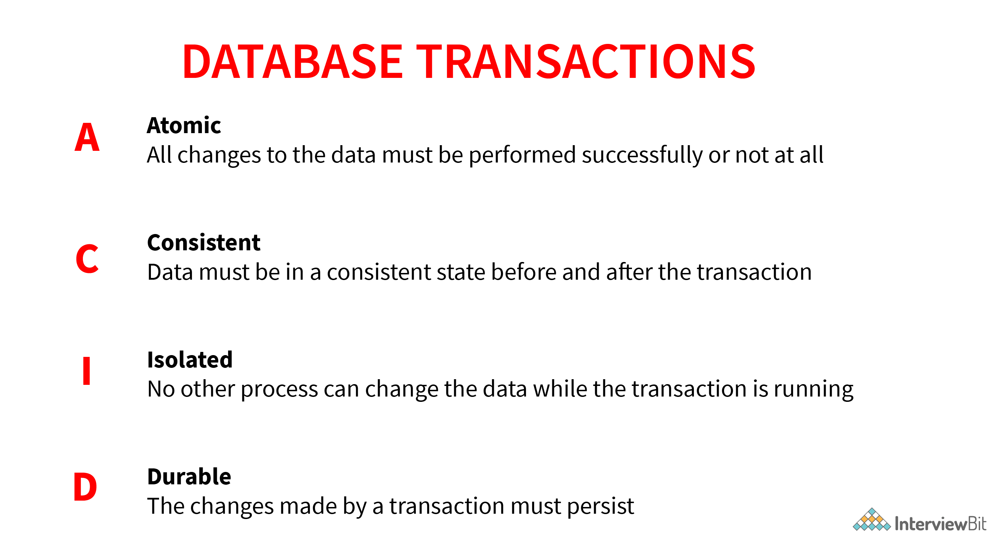 DATABASE TRANSACTIONS
A
Atomic
All changes to the data must be performed successfully or not at all
C
Consistent
Data must be in a consistent state before and after the transaction
I
Isolated
No other process can change the data while the transaction is running
D
Durable
The changes made by a transaction must persist
InterviewBit